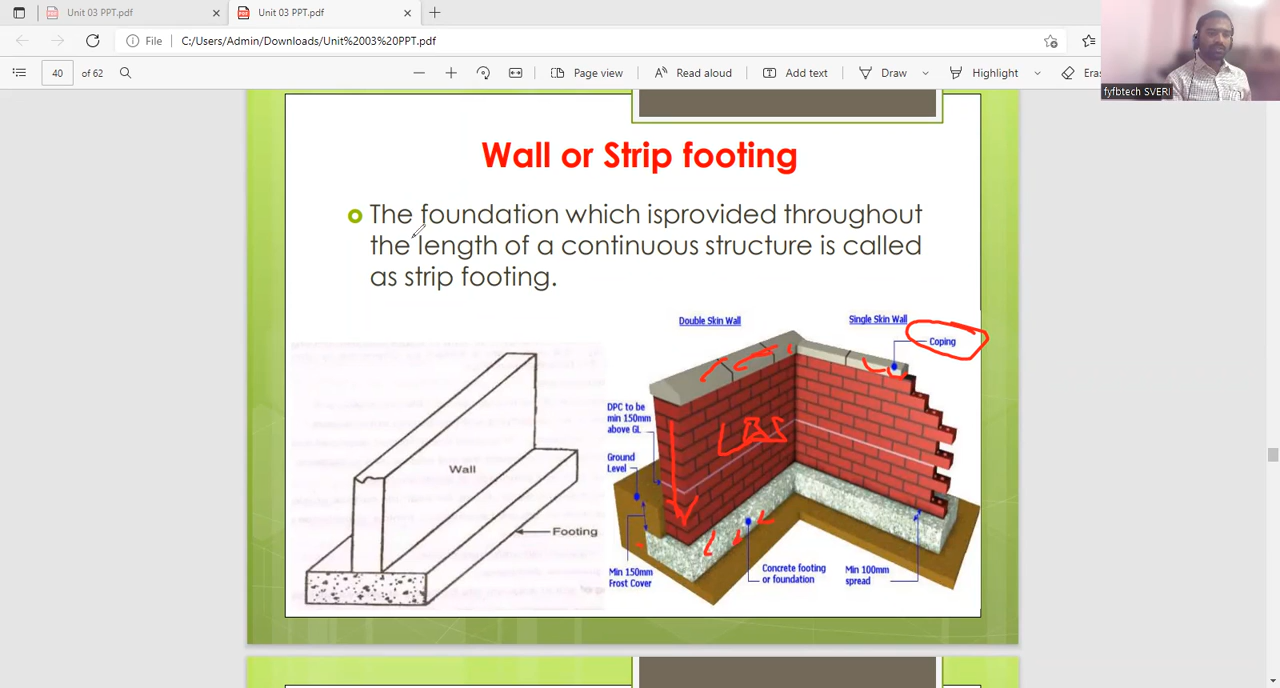 Unit 03 PPT.pdf
Unit 03 PPT.pdf
File
C:/Users/Admin/Downloads/Unit%2003%20PPT.pdf
40
of 62
Page view
Read aloud
Add text
Draw
Highlight
Eras
fyfbtech SVERI
Wall or Strip footing
The foundation which isprovided throughout
the length of a continuous structure is called
as strip footing.
Double Skin Wall
Single Skin Wall
Coping
DPC to be
min 150mm
above GL
Ground
Level
Wall
Footing
Min 150mm
Frost Cover
Concrete footing
or foundation
Min 100mm
spread